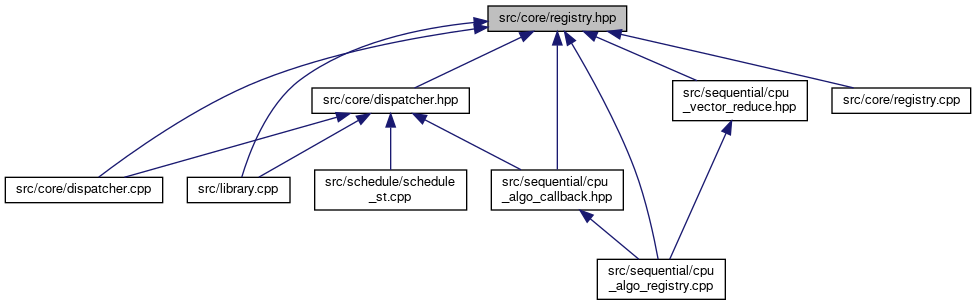 src/core/registry.hpp
src/core/dispatcher.hpp
src/sequential/cpu
_vector_reduce.hpp
src/core/registry.cpp
src/core/dispatcher.cpp
src/library.cpp
src/schedule/schedule
_st.cpp
src/sequential/cpu
_algo_callback.hpp
src/sequential/cpu
_algo_registry.cpp